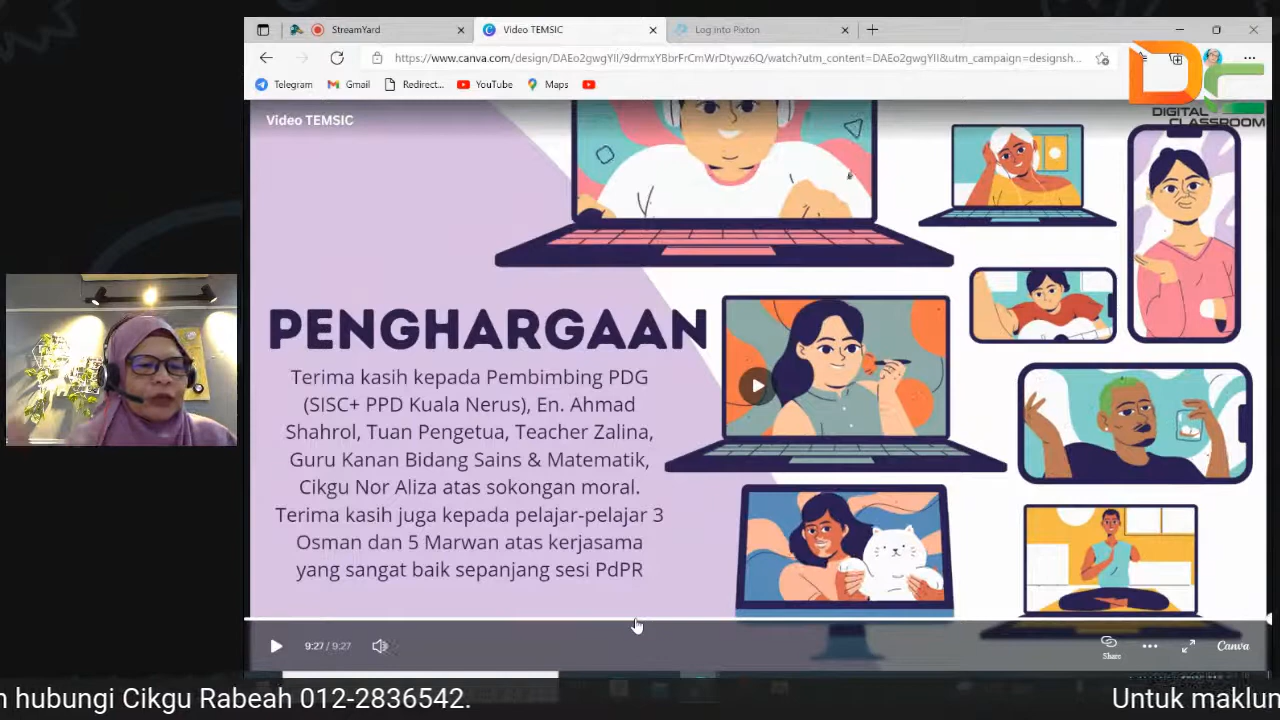 StreamYard
Video TEMSIC
Log into Pixton
https://www.canva.com/design/DAEo2gwgYlI/9drmxYBbrFrCmWrDtywz6Q/watch?utm_content=DAEo2gwgYlI&utm_campaign=designsh...
Telegram
Gmail
Redirect...
YouTube
Maps
DIGITAL
CLASSROOM
Video TEMSIC
PENGHARGAAN
Terima kasih kepada Pembimbing PDG
(SISC+ PPD Kuala Nerus), En. Ahmad
Shahrol, Tuan Pengetua, Teacher Zalina,
Guru Kanan Bidang Sains & Matematik,
Cikgu Nor Aliza atas sokongan moral.
Terima kasih juga kepada pelajar-pelajar 3
Osman dan 5 Marwan atas kerjasama
yang sangat baik sepanjang sesi PdPR
9:27 / 9:27
Share
Canva
hubungi Cikgu Rabeah 012-2836542.
Untuk